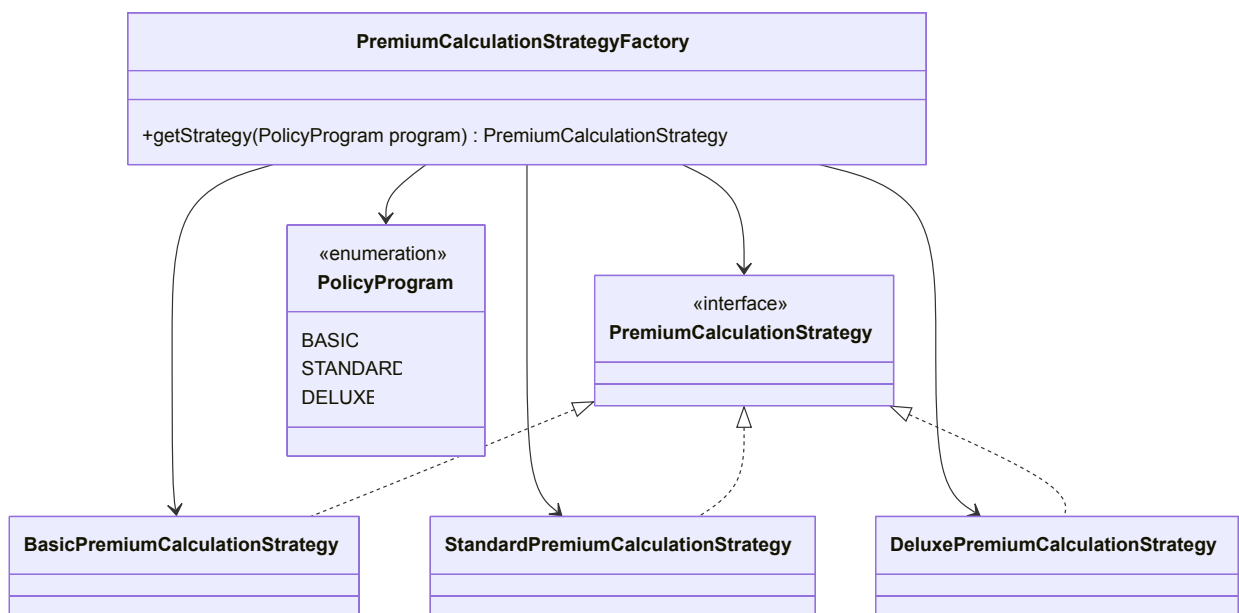 PremiumCalculationStrategyFactory
+getStrategy(PolicyProgram program) : PremiumCalculationStrategy
«enumeration»
PolicyProgram
BASIC
STANDARD
DELUXE
«interface»
PremiumCalculationStrategy
BasicPremiumCalculationStrategy
StandardPremiumCalculationStrategy
DeluxePremiumCalculationStrategy